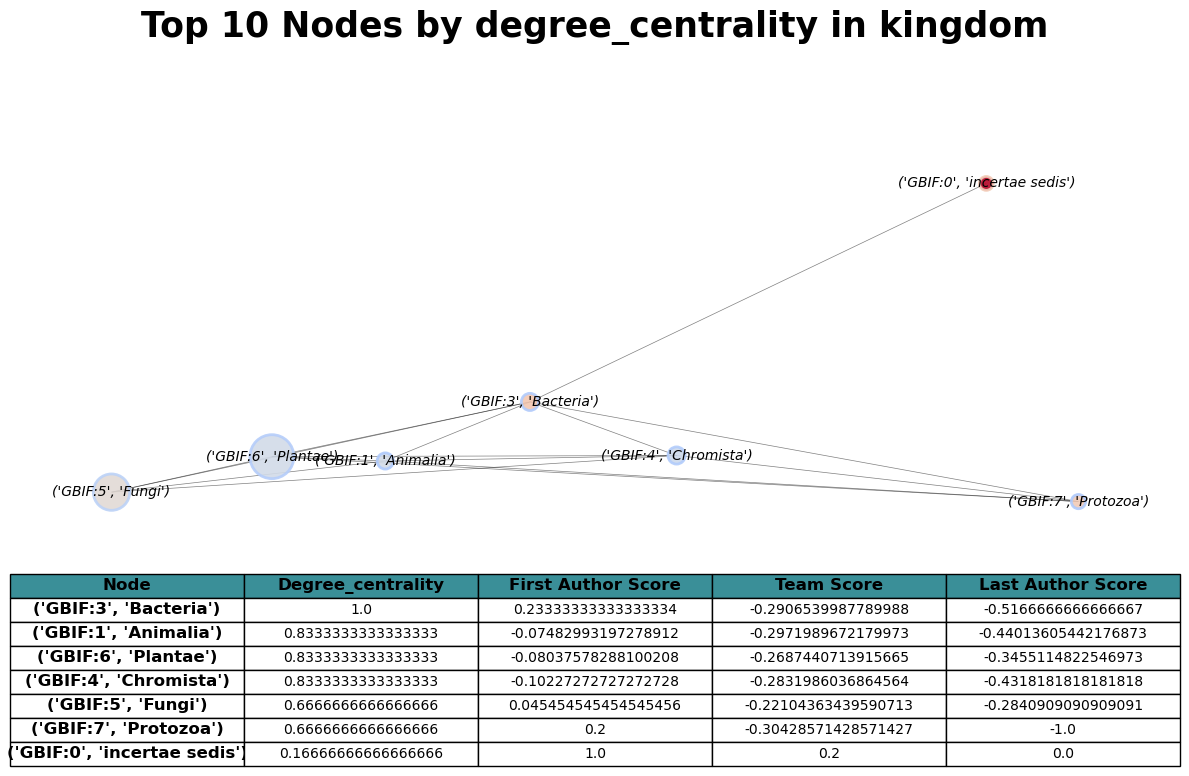 Top 10 Nodes by degree_centrality in kingdom
('GBIF:0', 'incertae sedis')
('GBIF:3', 'Bacteria')
('GBIF:6', 'Plantae')
('GBIF:1', 'Animalia')
('GBIF:4', 'Chromista')
('GBIF:5', 'Fungi')
('GBIF:7', 'Protozoa')
Node Degree_centrality First Author Score Team Score Last Author Score
('GBIF:3', 'Bacteria') 1.0 0.23333333333333334 -0.2906539987789988 -0.5166666666666667
('GBIF:1', 'Animalia') 0.8333333333333333 -0.07482993197278912 -0.2971989672179973 -0.44013605442176873
('GBIF:6', 'Plantae') 0.8333333333333333 -0.08037578288100208 -0.2687440713915665 -0.3455114822546973
('GBIF:4', 'Chromista') 0.8333333333333333 -0.10227272727272728 -0.2831986036864564 -0.4318181818181818
('GBIF:5', 'Fungi') 0.6666666666666666 0.045454545454545456 -0.22104363439590713 -0.2840909090909091
('GBIF:7', 'Protozoa') 0.6666666666666666 0.2 -0.30428571428571427 -1.0
('GBIF:0', 'incertae sedis') 0.16666666666666666 1.0 0.2 0.0